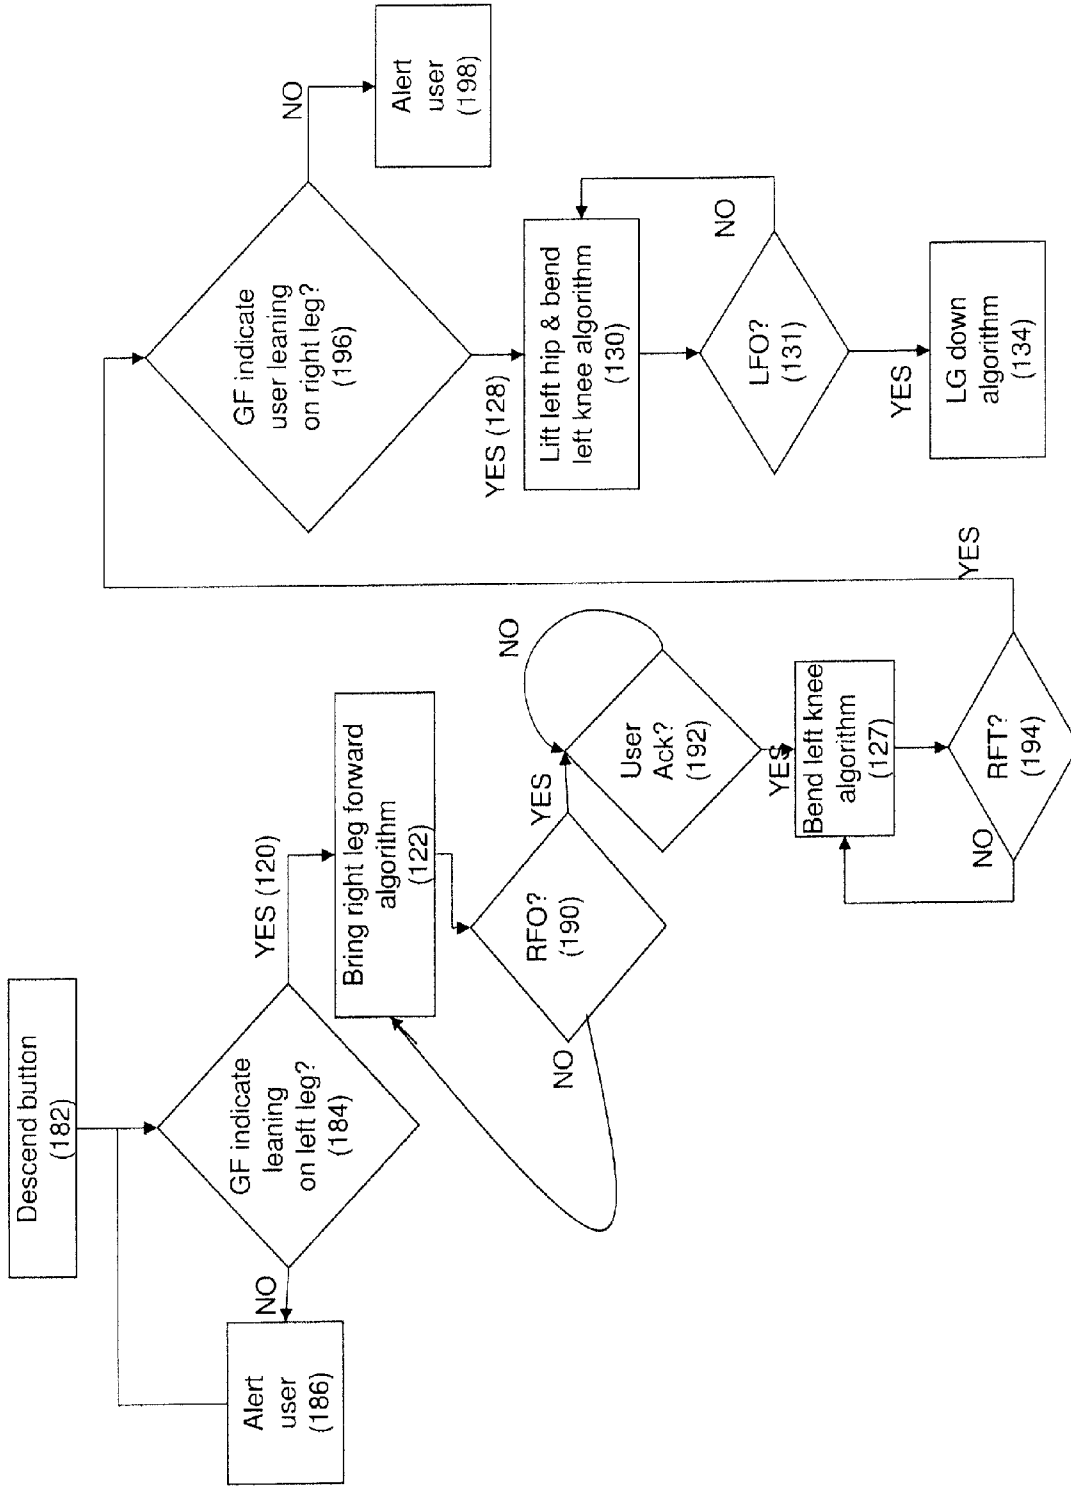 Descend button
(182)
GF indicate
leaning
on left leg?
(184)
NO
Alert
user
(186)
YES (120)
Bring right leg forward
algorithm
(122)
RFO?
(190)
NO
YES
User
Ack?
(192)
NO
YES
Bend left knee
algorithm
(127)
RFT?
(194)
NO
YES
GF indicate
user leaning
on right leg?
(196)
NO
Alert
user
(198)
YES (128)
Lift left hip & bend
left knee algorithm
(130)
LFO?
(131)
NO
YES
LG down
algorithm
(134)